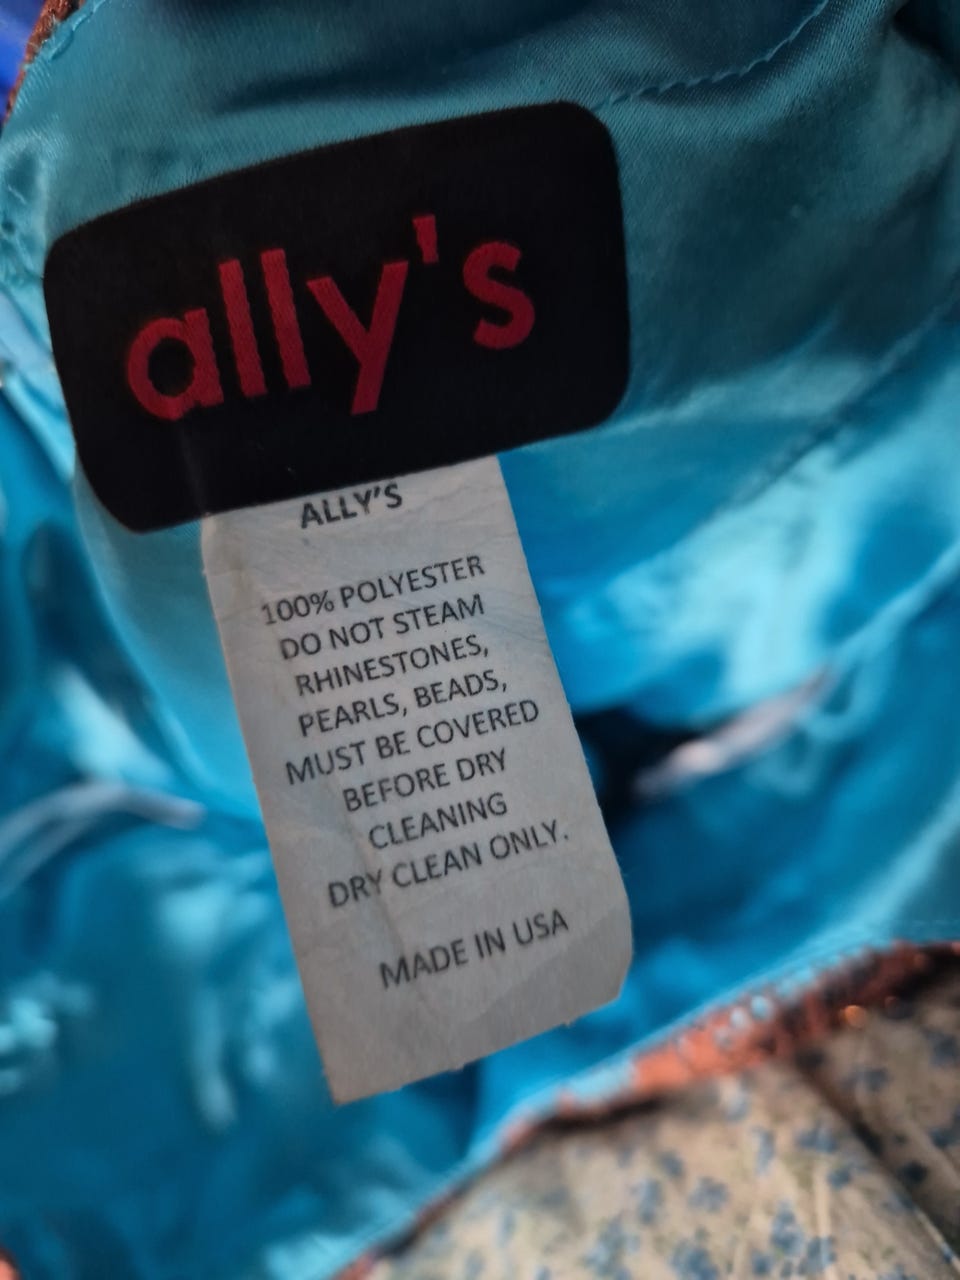 ally's
ALLY'S
100% POLYESTER
DO NOT STEAM
RHINESTONES,
PEARLS, BEADS,
MUST BE COVERED
BEFORE DRY
CLEANING
DRY CLEAN ONLY.
MADE IN USA